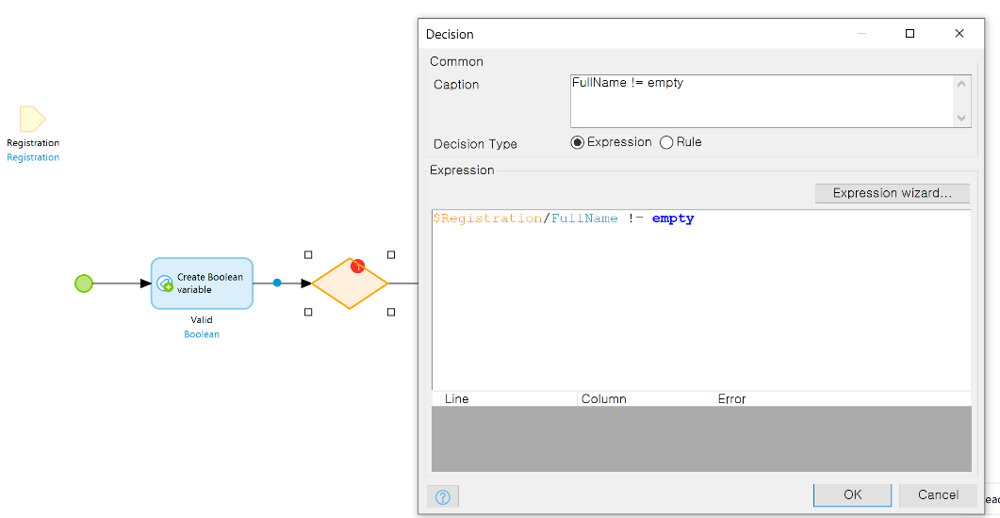 Decision
Common
Caption
FullName != empty
Decision Type
Expression
Rule
Expression
Expression wizard...
$Registration/FullName != empty
Registration
Registration
Create Boolean
variable
Valid
Boolean
Line
Column
Error
OK
Cancel